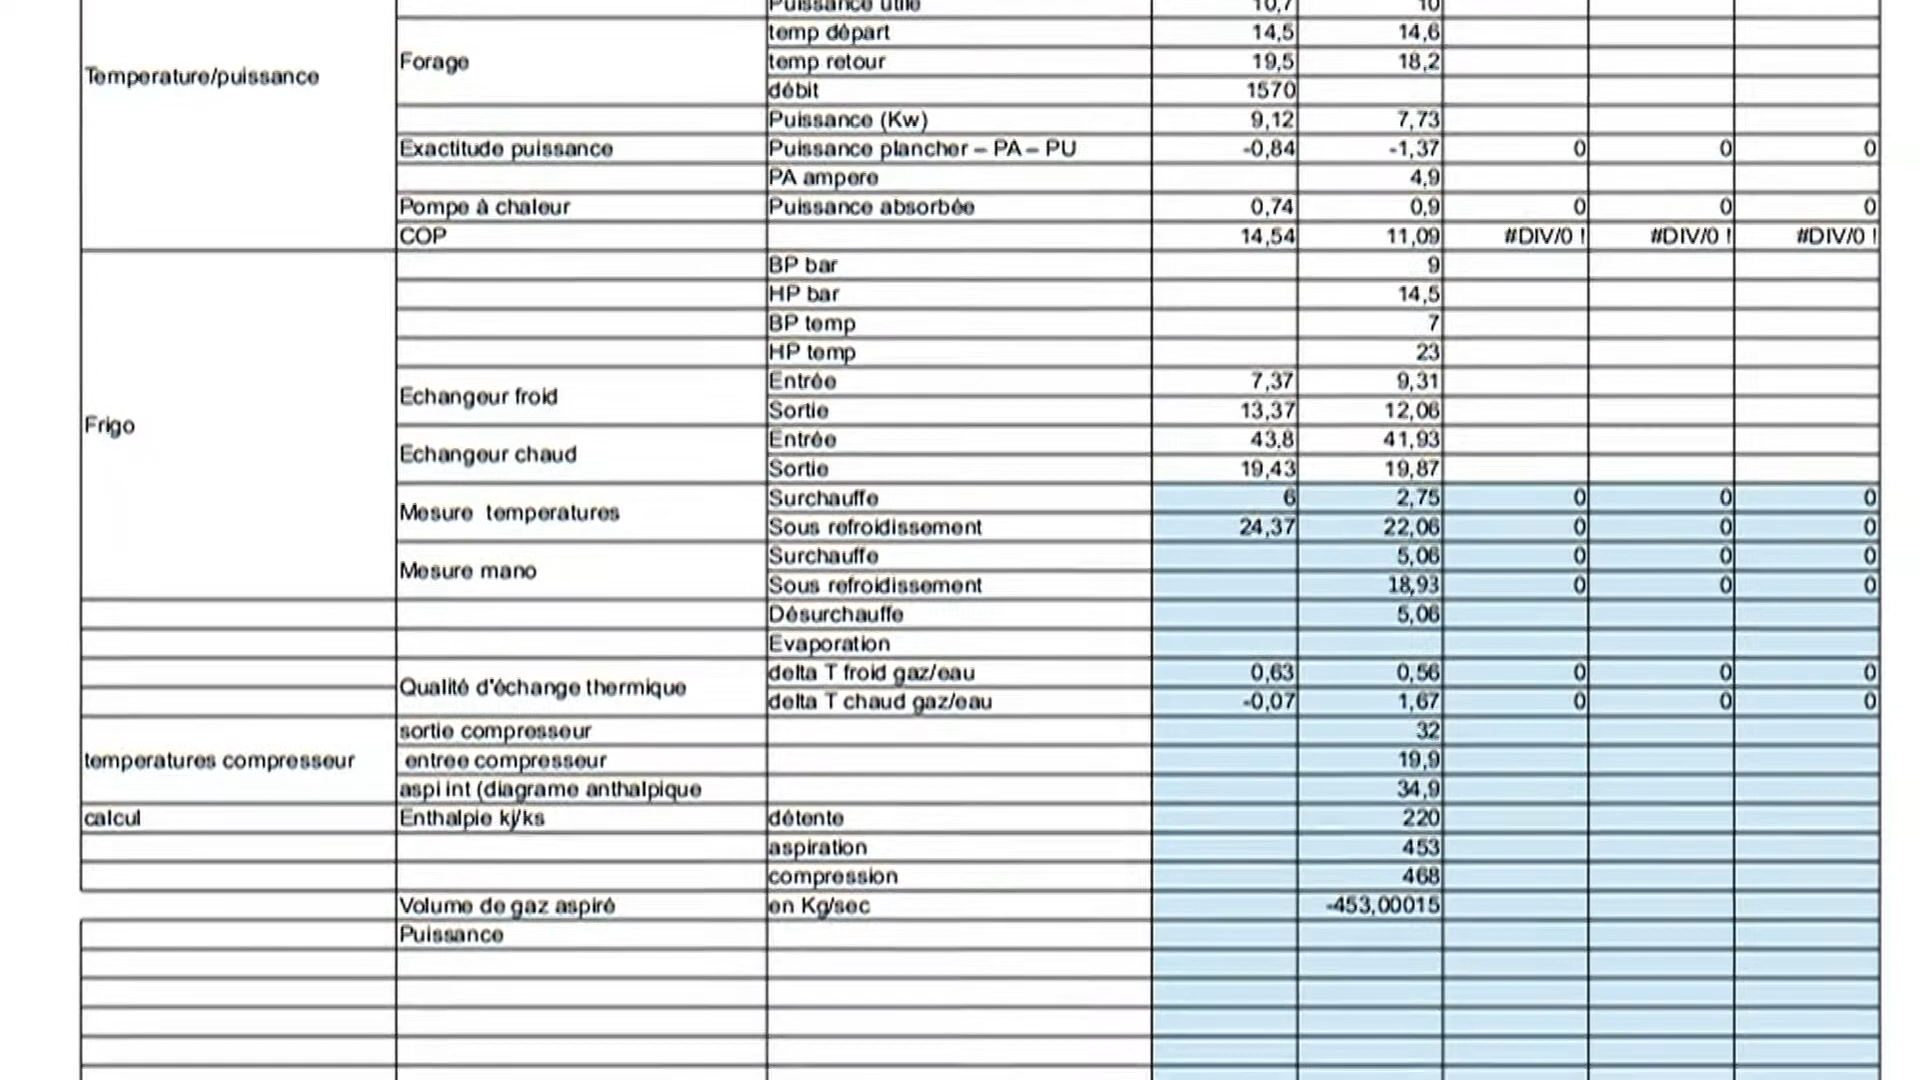 Puissance utile 10,7 10
temp départ 14,5 14,6
Temperature/puissance Forage temp retour 19,5 18,2
débit 1570
Puissance (Kw) 9,12 7,73
Exactitude puissance Puissance plancher – PA – PU -0,84 -1,37 0 0 0
PA ampere 4,9
Pompe à chaleur Puissance absorbée 0,74 0,9 0 0 0
COP 14,54 11,09 #DIV/0 ! #DIV/0 ! #DIV/0 !
BP bar 9
HP bar 14,5
BP temp 7
HP temp 23
Frigo Echangeur froid Entrée 7,37 9,31
Sortie 13,37 12,06
Echangeur chaud Entrée 43,8 41,93
Sortie 19,43 19,87
Mesure temperatures Surchauffe 6 2,75 0 0 0
Sous refroidissement 24,37 22,06 0 0 0
Mesure mano Surchauffe 5,06 0 0 0
Sous refroidissement 18,93 0 0 0
Désurchauffe 5,06
Evaporation
Qualité d'échange thermique delta T froid gaz/eau 0,63 0,56 0 0 0
delta T chaud gaz/eau -0,07 1,67 0 0 0
temperatures compresseur sortie compresseur 32
entree compresseur 19,9
aspi int (diagrame anthalpique 34,9
calcul Enthalpie kj/ks détente 220
aspiration 453
compression 468
Volume de gaz aspiré en Kg/sec -453,00015
Puissance